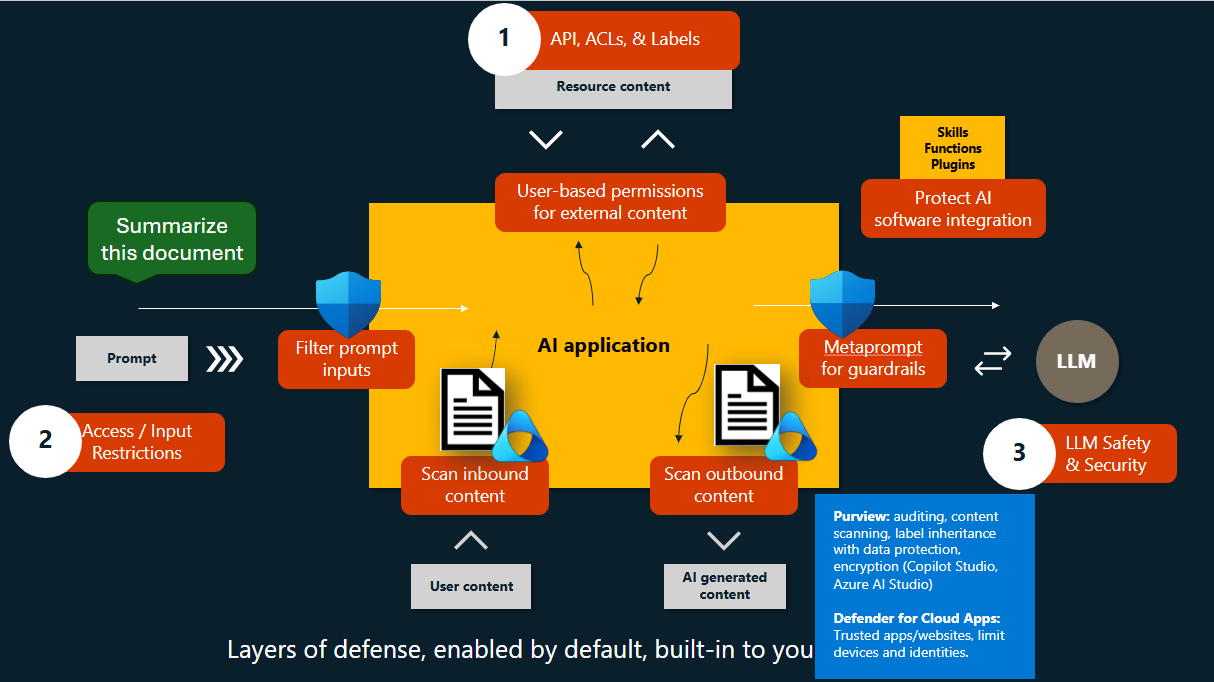 1
API, ACLs, & Labels
Resource content
Skills
Functions
Plugins
User-based permissions
for external content
Protect AI
software integration
Summarize
this document
Filter prompt
inputs
AI application
Metaprompt
for guardrails
Prompt
LLM
2
Access / Input
Restrictions
3
LLM Safety
& Security
Scan inbound
content
Scan outbound
content
User content
AI generated
content
Purview: auditing, content
scanning, label inheritance
with data protection,
encryption (Copilot Studio,
Azure AI Studio)
Defender for Cloud Apps:
Trusted apps/websites, limit
devices and identities.
Layers of defense, enabled by default, built-in to you